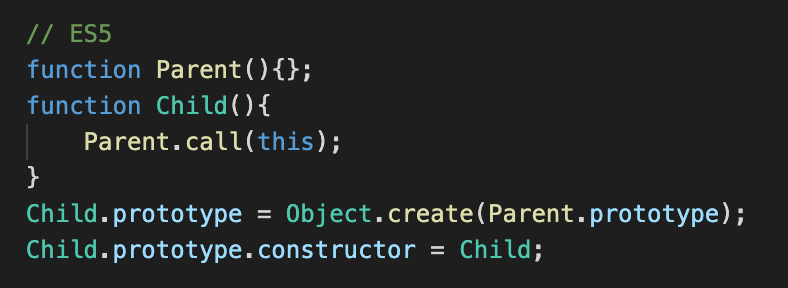 // ES5
function Parent(){};
function Child(){
    Parent.call(this);
}
Child.prototype = Object.create(Parent.prototype);
Child.prototype.constructor = Child;